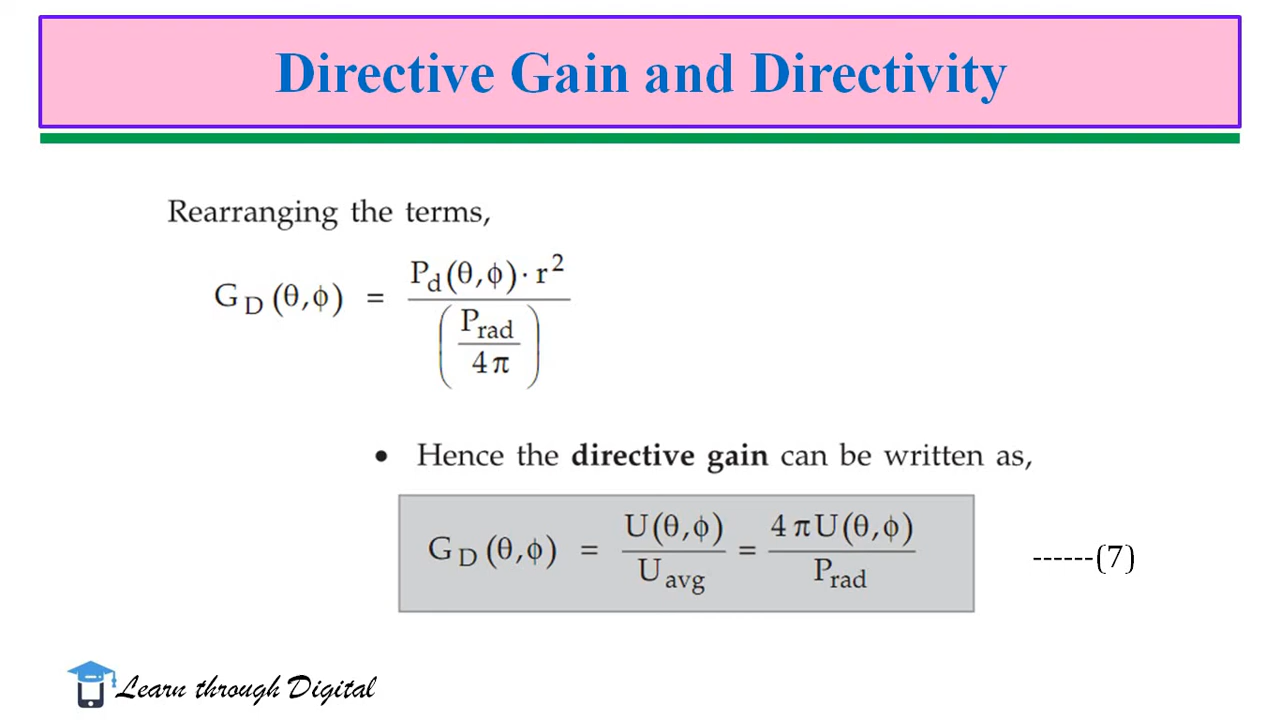 Directive Gain and Directivity
Rearranging the terms,
G_D (θ,ϕ) = P_d(θ,ϕ)·r² / (P_rad / 4π)
• Hence the directive gain can be written as,
G_D (θ,ϕ) = U(θ,ϕ) / U_avg = 4πU(θ,ϕ) / P_rad ------(7)
Learn through Digital